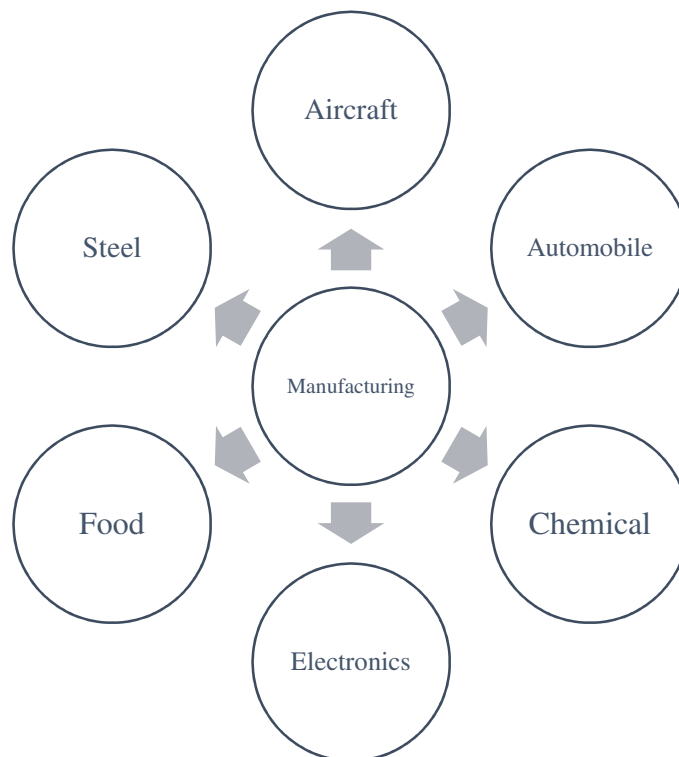 Aircraft
Steel
Automobile
Manufacturing
Food
Chemical
Electronics